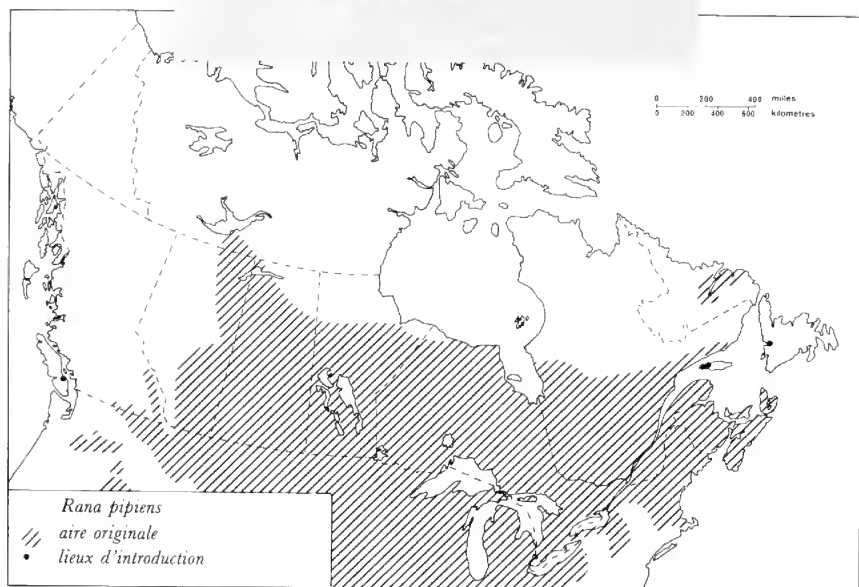 0 200 400 miles
0 200 400 600 kilometres
Rana pipiens
aire originale
lieux d'introduction